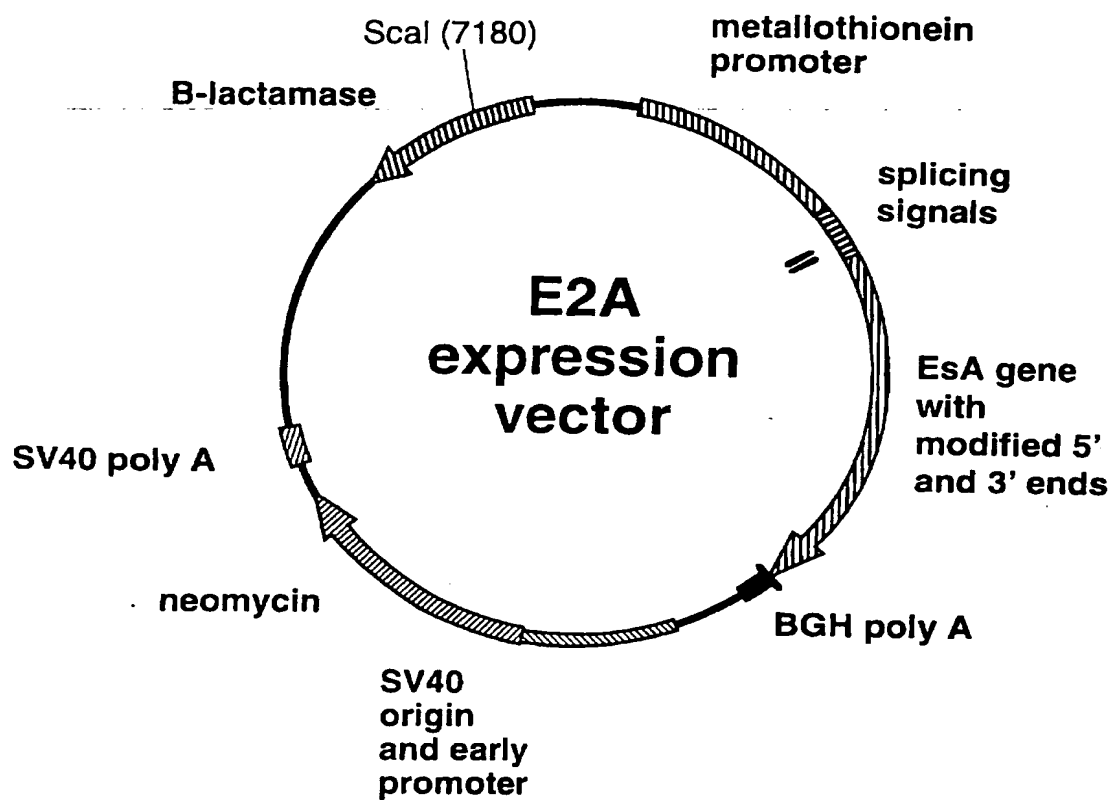 ScaI (7180)
metallothionein
promoter
B-lactamase
splicing
signals
E2A
expression
vector
EsA gene
with
modified 5'
and 3' ends
SV40 poly A
neomycin
BGH poly A
SV40
origin
and early
promoter